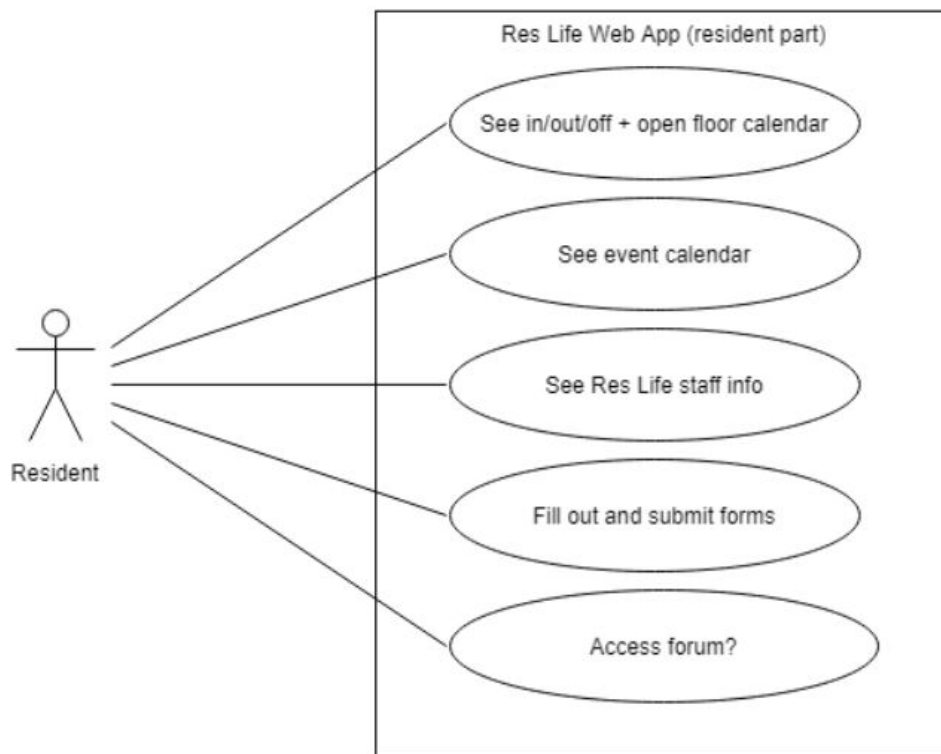 Res Life Web App (resident part)
See in/out/off + open floor calendar
See event calendar
See Res Life staff info
Resident
Fill out and submit forms
Access forum?